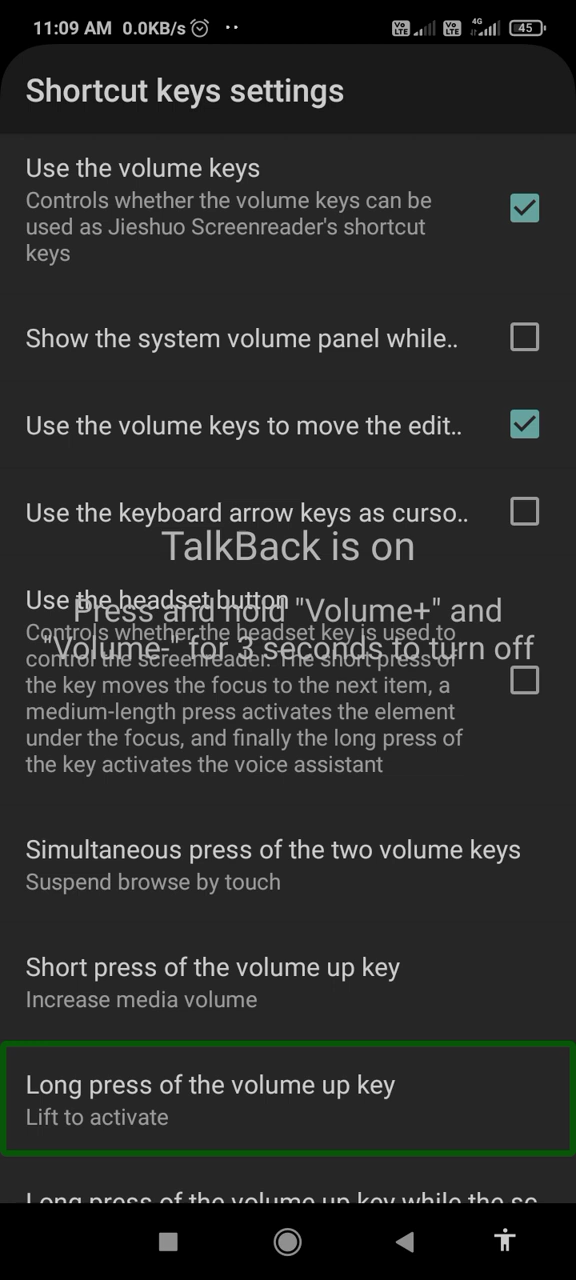 11:09 AM 0.0KB/s
Vo LTE Vo LTE 4G 45
Shortcut keys settings
Use the volume keys
Controls whether the volume keys can be
used as Jieshuo Screenreader's shortcut
keys
Show the system volume panel while..
Use the volume keys to move the edit..
Use the keyboard arrow keys as curso..
TalkBack is on
Use the headset button
Press and hold "Volume+" and
Controls whether the headset key is used to
"Volume-" for 3 seconds to turn off
control the screenreader. The short press of
the key moves the focus to the next item, a
medium-length press activates the element
under the focus, and finally the long press of
the key activates the voice assistant
Simultaneous press of the two volume keys
Suspend browse by touch
Short press of the volume up key
Increase media volume
Long press of the volume up key
Lift to activate
Long press of the volume up key while the sc